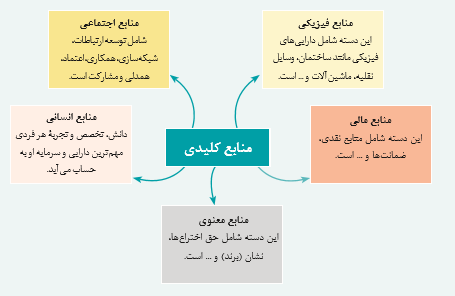 منابع فیزیکی
این دسته شامل دارایی‌های
فیزیکی مانند ساختمان، وسایل
نقلیه، ماشین آلات و ... است.
منابع اجتماعی
شامل توسعه ارتباطات،
شبکه‌سازی، همکاری، اعتماد،
همدلی و مشارکت است.
منابع مالی
این دسته شامل منابع نقدی،
ضمانت‌ها و ... است.
منابع کلیدی
منابع انسانی
دانش، تخصص و تجربهٔ هر فردی
مهم‌ترین دارایی و سرمایه او به
حساب می‌آید.
منابع معنوی
این دسته شامل حق اختراع‌ها،
نشان (برند) و ... است.